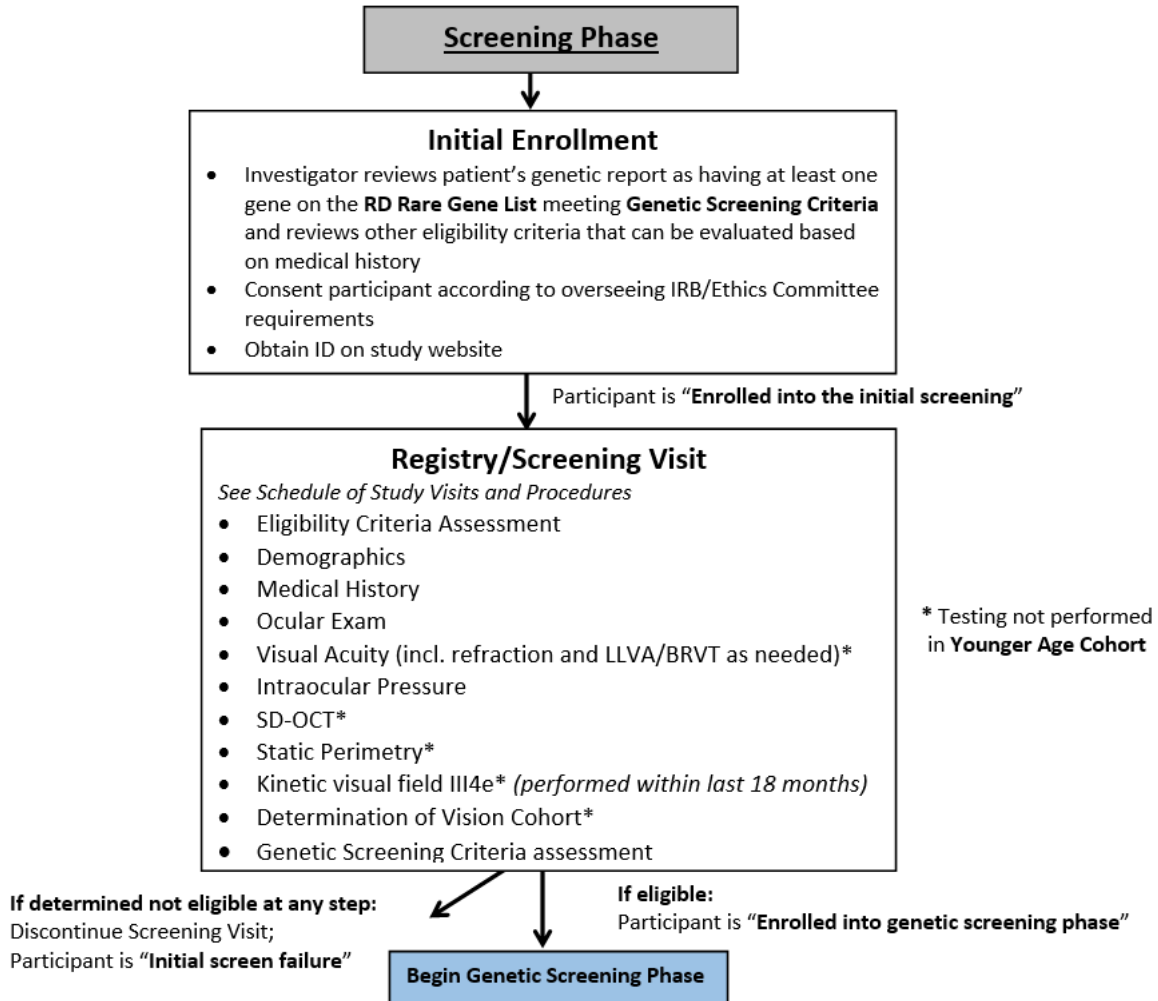 Screening Phase
Initial Enrollment
• Investigator reviews patient's genetic report as having at least one
gene on the RD Rare Gene List meeting Genetic Screening Criteria
and reviews other eligibility criteria that can be evaluated based
on medical history
• Consent participant according to overseeing IRB/Ethics Committee
requirements
• Obtain ID on study website
Participant is “Enrolled into the initial screening”
Registry/Screening Visit
See Schedule of Study Visits and Procedures
• Eligibility Criteria Assessment
• Demographics
• Medical History
• Ocular Exam
• Visual Acuity (incl. refraction and LLVA/BRVT as needed)*
• Intraocular Pressure
• SD-OCT*
• Static Perimetry*
• Kinetic visual field III4e* (performed within last 18 months)
• Determination of Vision Cohort*
• Genetic Screening Criteria assessment
* Testing not performed
in Younger Age Cohort
If determined not eligible at any step:
Discontinue Screening Visit;
Participant is “Initial screen failure”
If eligible:
Participant is “Enrolled into genetic screening phase”
Begin Genetic Screening Phase